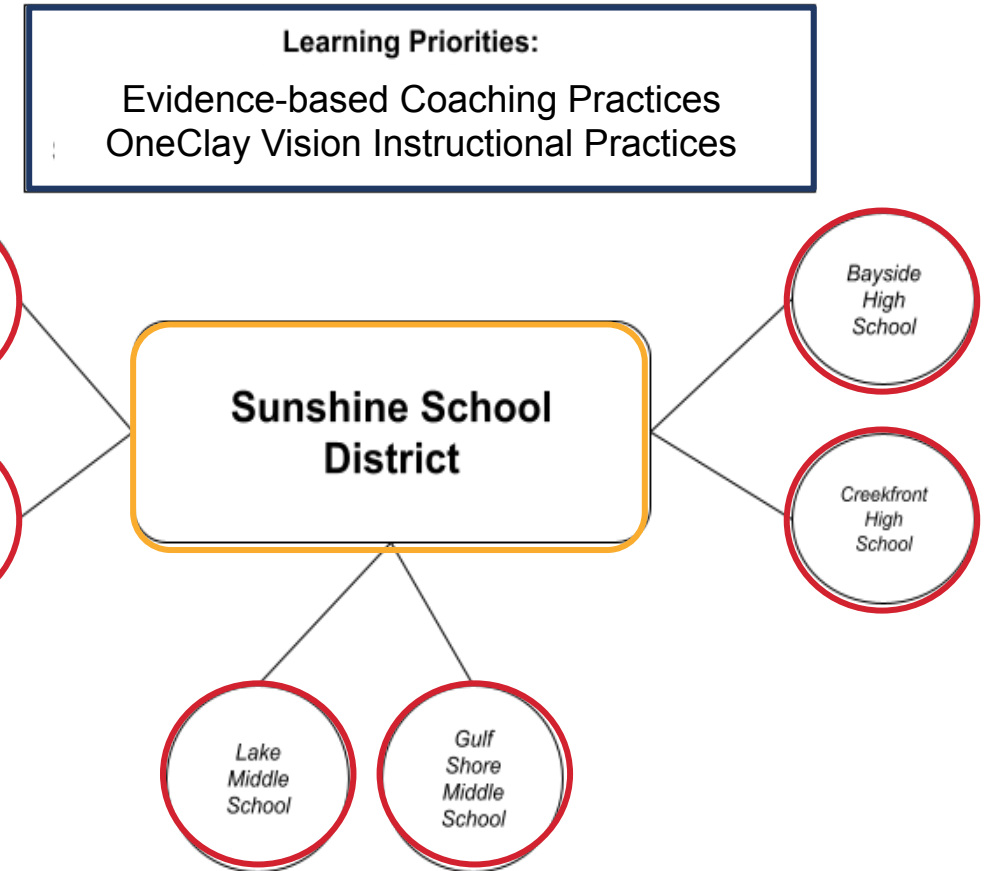 Learning Priorities:
Evidence-based Coaching Practices
OneClay Vision Instructional Practices
Bayside
High
School
Sunshine School
District
Creekfront
High
School
Lake
Middle
School
Gulf
Shore
Middle
School